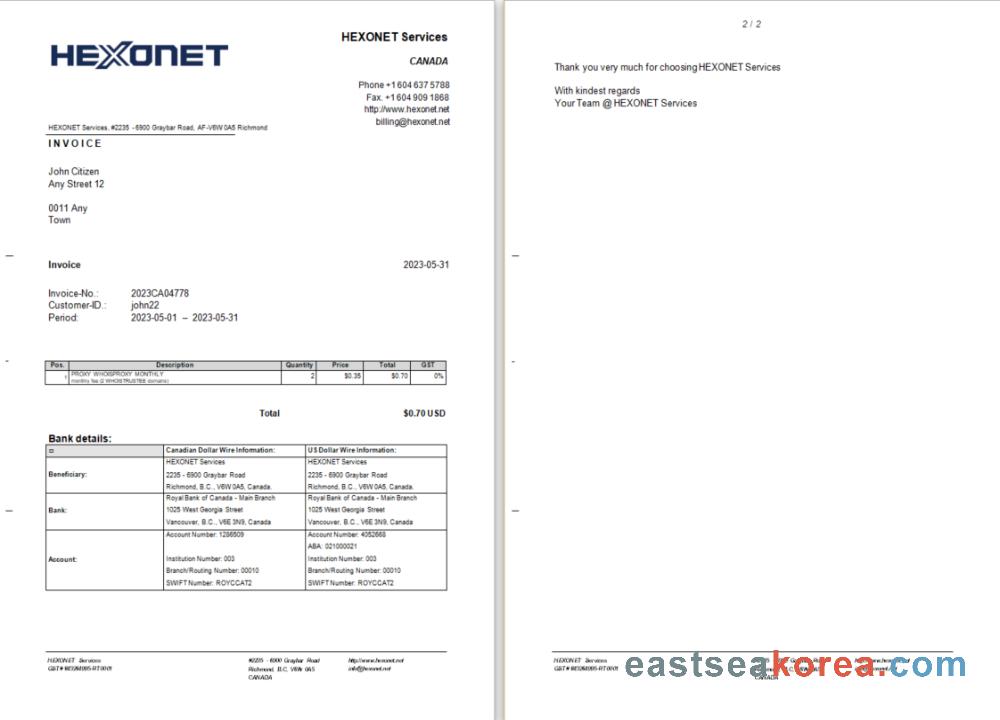 HEXONET
HEXONET Services
CANADA
Phone +1 604 637 5788
Fax. +1 604 909 1868
http://www.hexonet.net
billing@hexonet.net
HEXONET Services, #2235 - 6900 Graybar Road, AF-V6W 0A5 Richmond
INVOICE
John Citizen
Any Street 12
0011 Any
Town
Invoice 2023-05-31
Invoice-No.: 2023CA04778
Customer-ID.: john22
Period: 2023-05-01 – 2023-05-31
Pos. Description Quantity Price Total GST
1 PROXY WHOISPROXY MONTHLY 2 $0.35 $0.70 0%
monthly fee (2 WHOISTRUSTEE domains)
Total $0.70 USD
Bank details:
Canadian Dollar Wire Information: US Dollar Wire Information:
HEXONET Services HEXONET Services
Beneficiary: 2235 - 6900 Graybar Road 2235 - 6900 Graybar Road
Richmond, B.C., V6W 0A5, Canada. Richmond, B.C., V6W 0A5, Canada.
Royal Bank of Canada - Main Branch Royal Bank of Canada - Main Branch
Bank: 1025 West Georgia Street 1025 West Georgia Street
Vancouver, B.C., V6E 3N9, Canada Vancouver, B.C., V6E 3N9, Canada
Account Number: 1286509 Account Number: 4052668
ABA: 021000021
Account: Institution Number: 003 Institution Number: 003
Branch/Routing Number: 00010 Branch/Routing Number: 00010
SWIFT Number: ROYCCAT2 SWIFT Number: ROYCCAT2
HEXONET Services #2235 - 6900 Graybar Road http://www.hexonet.net
GST# Richmond, B.C, V6W 0A5 info@hexonet.net
CANADA
2 / 2
Thank you very much for choosing HEXONET Services
With kindest regards
Your Team @ HEXONET Services
HEXONET Services
GST#
CANADA
eastseakorea.com